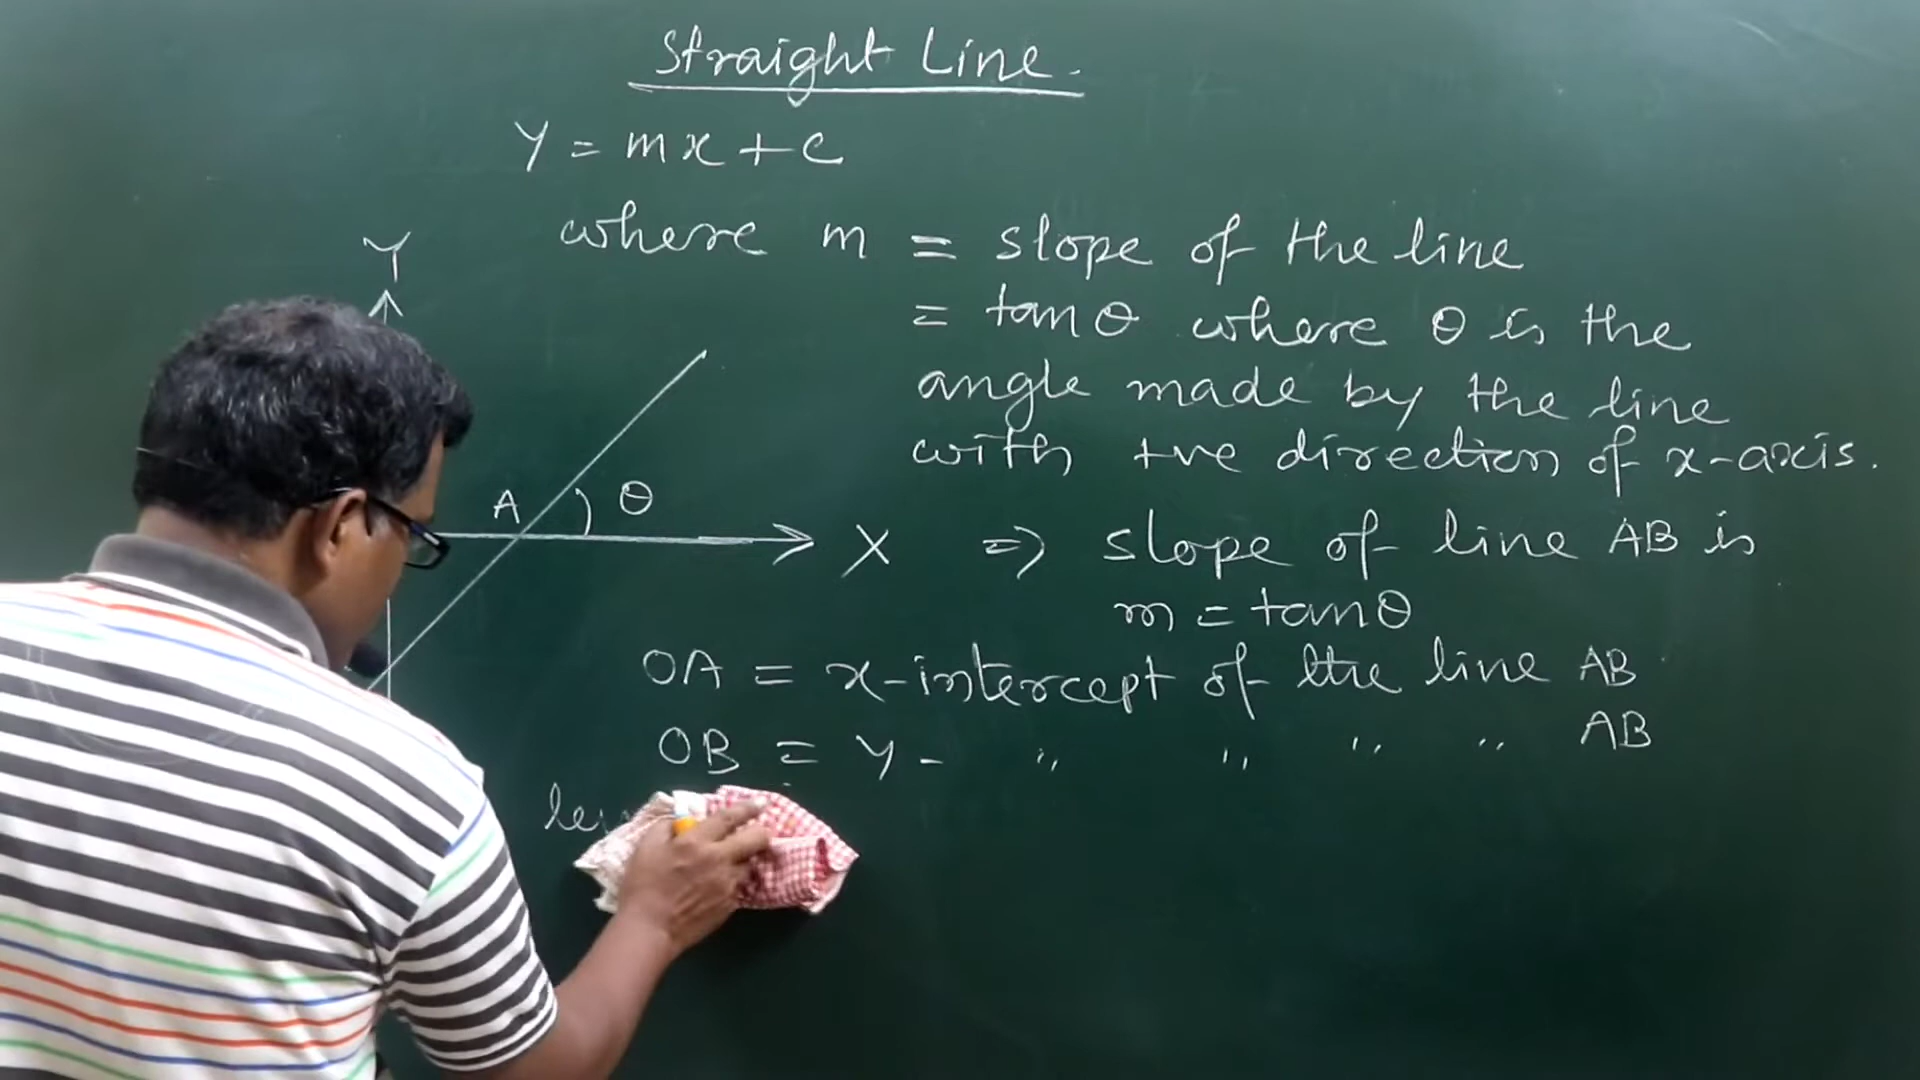 Straight Line.
Y = mx + c
where m = slope of the line
= tan θ where θ is the
angle made by the line
with +ve direction of x-axis.
Y
A θ
X
⇒ slope of line AB is
m = tanθ
OA = x-intercept of the line AB
OB = Y - " " " " AB